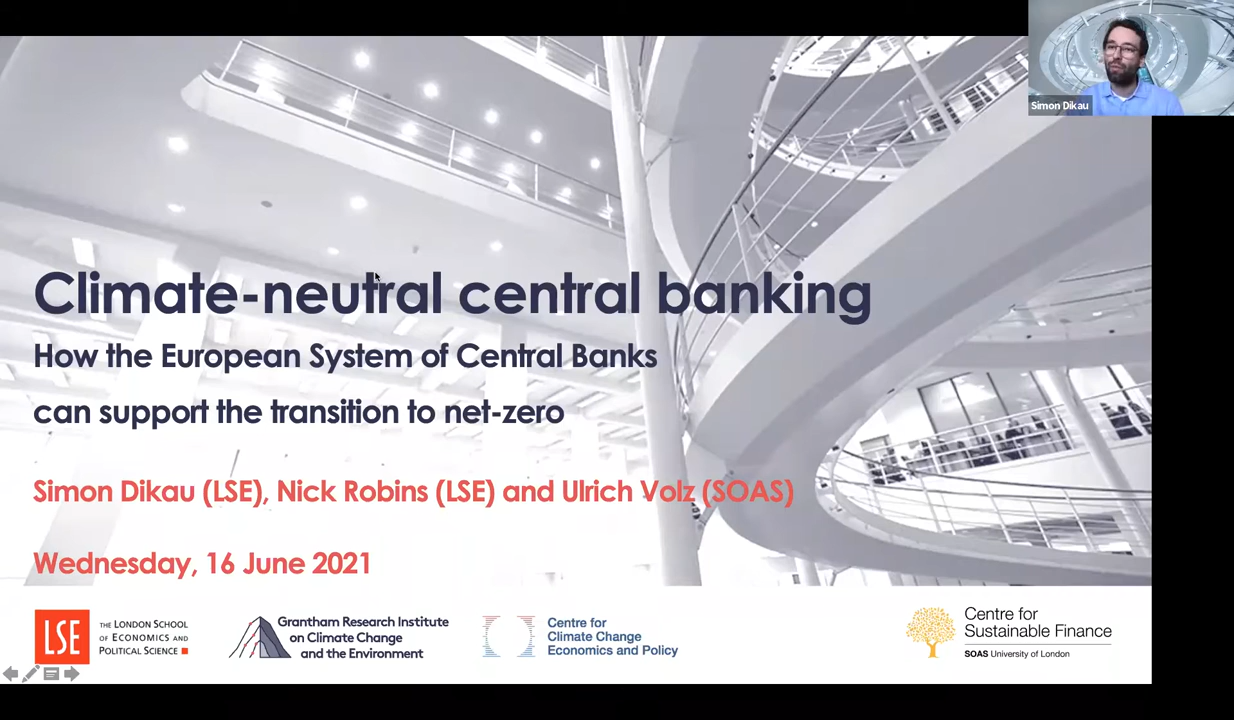 Simon Dikau
Climate-neutral central banking
How the European System of Central Banks
can support the transition to net-zero
Simon Dikau (LSE), Nick Robins (LSE) and Ulrich Volz (SOAS)
Wednesday, 16 June 2021
LSE
THE LONDON SCHOOL
OF ECONOMICS AND
POLITICAL SCIENCE
Grantham Research Institute
on Climate Change
and the Environment
Centre for
Climate Change
Economics and Policy
Centre for
Sustainable Finance
SOAS University of London